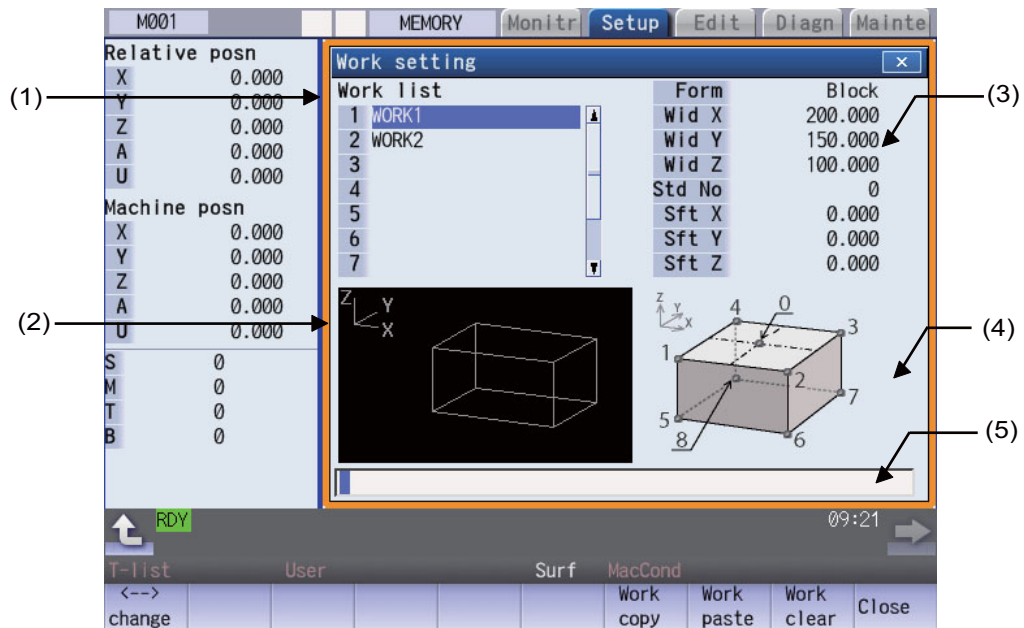 M001 MEMORY Monitr Setup Edit Diagn Mainte
Relative posn
X 0.000
Y 0.000
Z 0.000
A 0.000
U 0.000
Machine posn
X 0.000
Y 0.000
Z 0.000
A 0.000
U 0.000
S 0
M 0
T 0
B 0
Work setting
Work list
1 WORK1
2 WORK2
3
4
5
6
7
Form Block
Wid X 200.000
Wid Y 150.000
Wid Z 100.000
Std No 0
Sft X 0.000
Sft Y 0.000
Sft Z 0.000
Z Y
X
Z Y X
4 0
3
1
2
7
5
8 6
(1)
(2)
(3)
(4)
(5)
RDY 09:21
T-list User Surf MacCond
<--> change
Work copy
Work paste
Work clear
Close